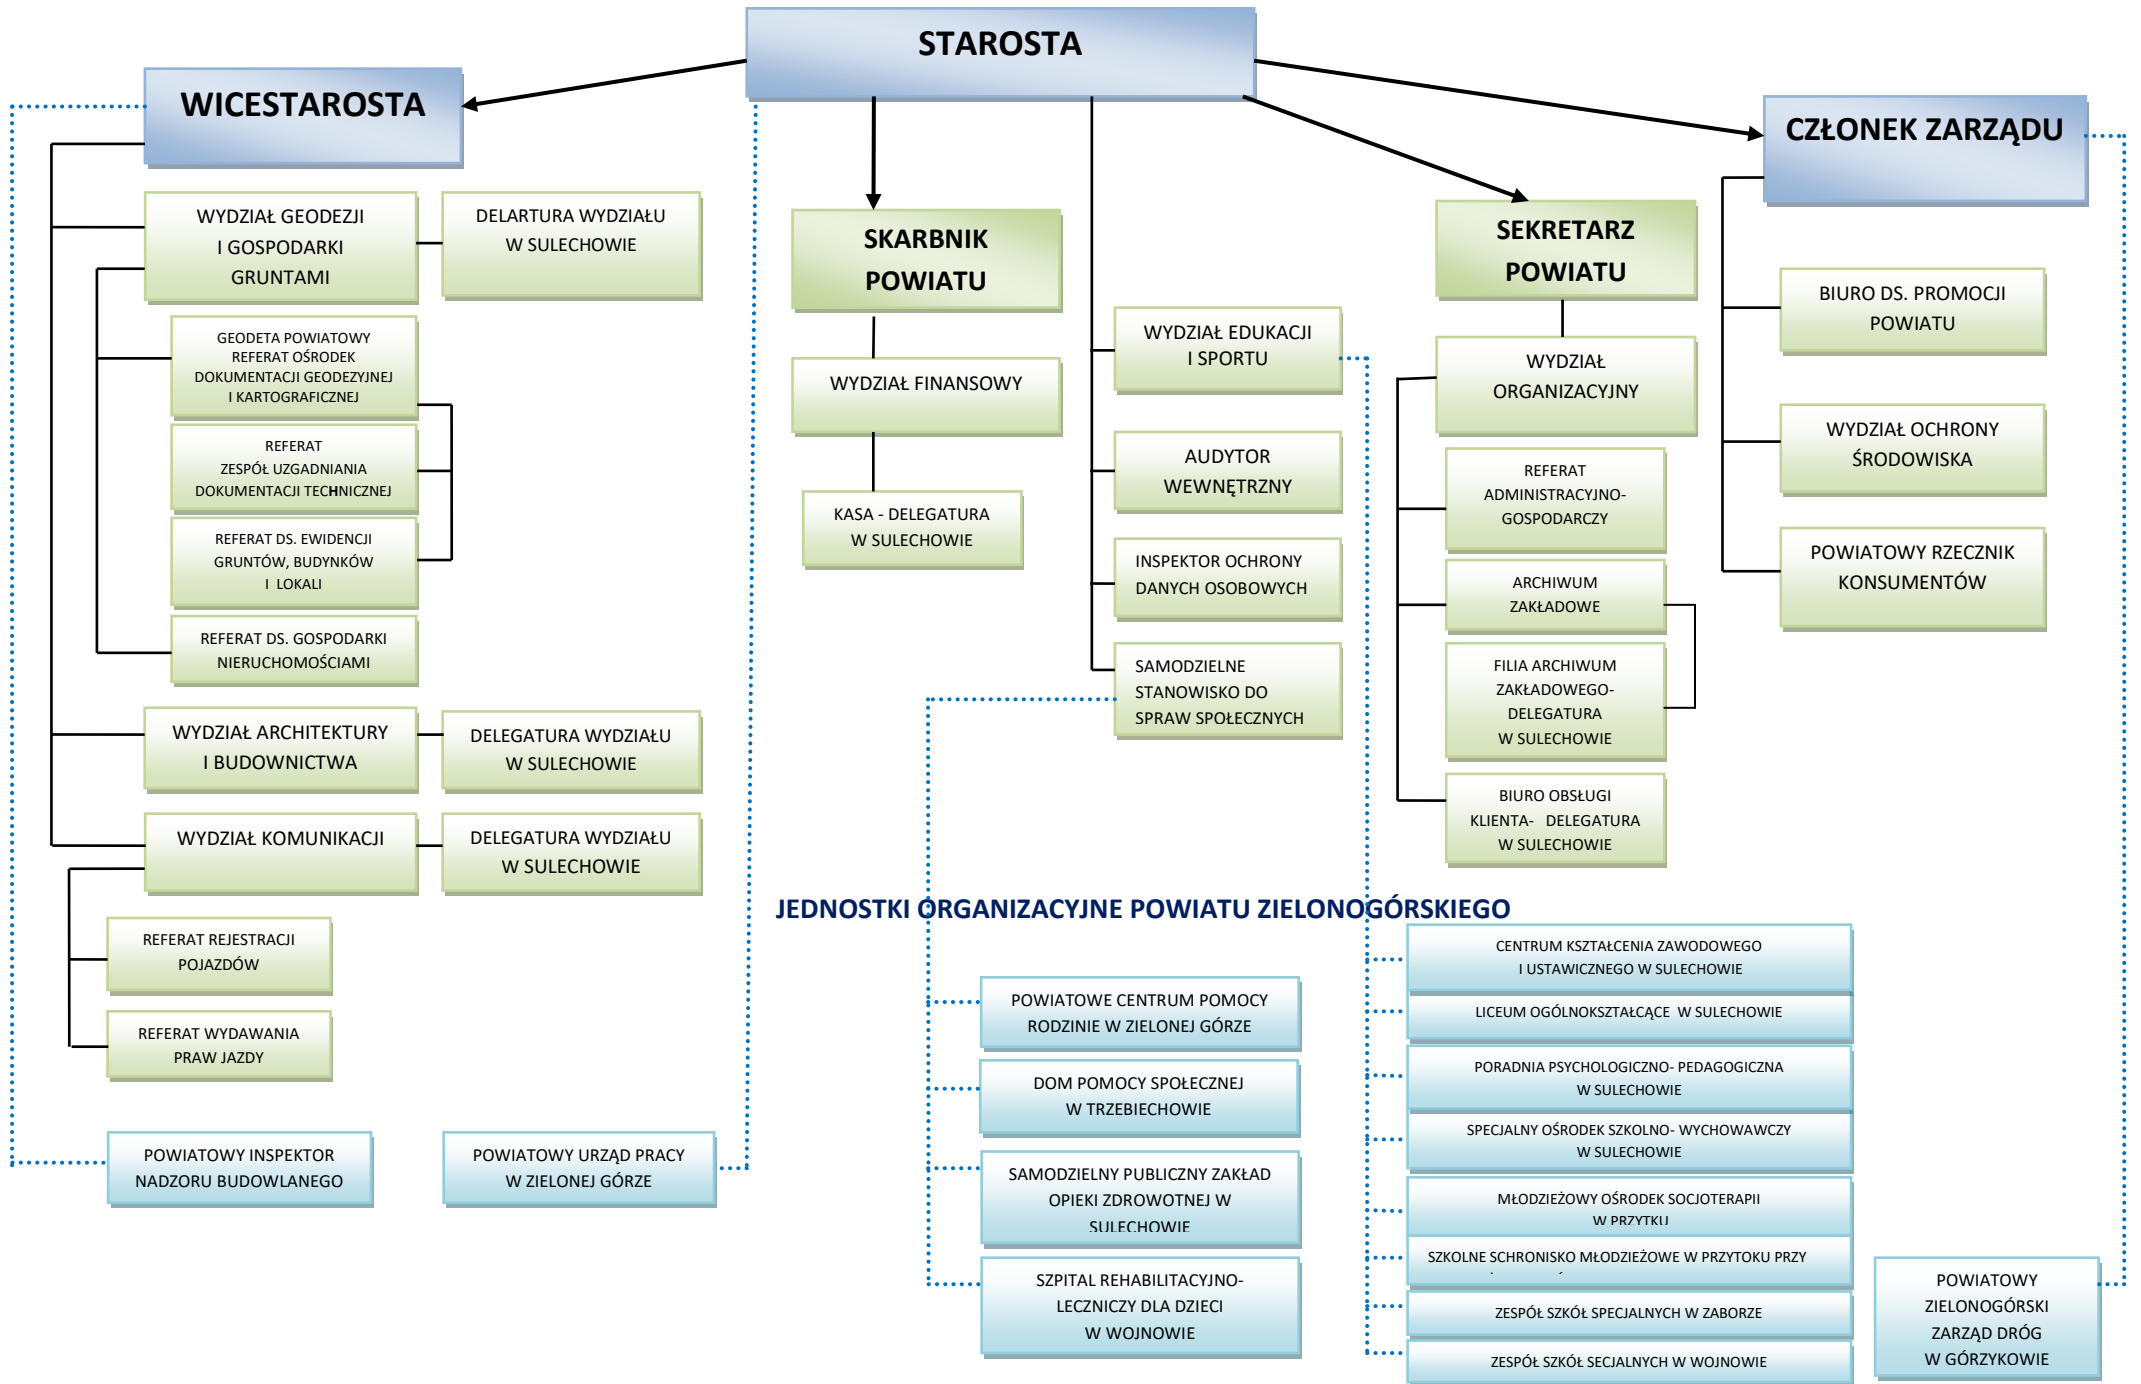 STAROSTA
WICESTAROSTA
CZŁONEK ZARZĄDU
WYDZIAŁ GEODEZJI
I GOSPODARKI
GRUNTAMI
DELARTURA WYDZIAŁU
W SULECHOWIE
GEODETA POWIATOWY
REFERAT OŚRODEK
DOKUMENTACJI GEODEZYJNEJ
I KARTOGRAFICZNEJ
REFERAT
ZESPÓŁ UZGADNIANIA
DOKUMENTACJI TECHNICZNEJ
REFERAT DS. EWIDENCJI
GRUNTÓW, BUDYNKÓW
I LOKALI
REFERAT DS. GOSPODARKI
NIERUCHOMOŚCIAMI
WYDZIAŁ ARCHITEKTURY
I BUDOWNICTWA
DELEGATURA WYDZIAŁU
W SULECHOWIE
WYDZIAŁ KOMUNIKACJI
DELEGATURA WYDZIAŁU
W SULECHOWIE
REFERAT REJESTRACJI
POJAZDÓW
REFERAT WYDAWANIA
PRAW JAZDY
SKARBNIK
POWIATU
WYDZIAŁ FINANSOWY
KASA - DELEGATURA
W SULECHOWIE
WYDZIAŁ EDUKACJI
I SPORTU
AUDYTOR
WEWNĘTRZNY
INSPEKTOR OCHRONY
DANYCH OSOBOWYCH
SAMODZIELNE
STANOWISKO DO
SPRAW SPOŁECZNYCH
SEKRETARZ
POWIATU
WYDZIAŁ
ORGANIZACYJNY
REFERAT
ADMINISTRACYJNO-
GOSPODARCZY
ARCHIWUM
ZAKŁADOWE
FILIA ARCHIWUM
ZAKŁADOWEGO-
DELEGATURA
W SULECHOWIE
BIURO OBSŁUGI
KLIENTA- DELEGATURA
W SULECHOWIE
BIURO DS. PROMOCJI
POWIATU
WYDZIAŁ OCHRONY
ŚRODOWISKA
POWIATOWY RZECZNIK
KONSUMENTÓW
JEDNOSTKI ORGANIZACYJNE POWIATU ZIELONOGÓRSKIEGO
POWIATOWY INSPEKTOR
NADZORU BUDOWLANEGO
POWIATOWY URZĄD PRACY
W ZIELONEJ GÓRZE
POWIATOWE CENTRUM POMOCY
RODZINIE W ZIELONEJ GÓRZE
DOM POMOCY SPOŁECZNEJ
W TRZEBIECHOWIE
SAMODZIELNY PUBLICZNY ZAKŁAD
OPIEKI ZDROWOTNEJ W
SULECHOWIE
SZPITAL REHABILITACYJNO-
LECZNICZY DLA DZIECI
W WOJNOWIE
CENTRUM KSZTAŁCENIA ZAWODOWEGO
I USTAWICZNEGO W SULECHOWIE
LICEUM OGÓLNOKSZTAŁCĄCE W SULECHOWIE
PORADNIA PSYCHOLOGICZNO- PEDAGOGICZNA
W SULECHOWIE
SPECJALNY OŚRODEK SZKOLNO- WYCHOWAWCZY
W SULECHOWIE
MŁODZIEŻOWY OŚRODEK SOCJOTERAPII
W PRZYTKU
SZKOLNE SCHRONISKO MŁODZIEŻOWE W PRZYTOKU PRZY
ZESPÓŁ SZKÓŁ SPECJALNYCH W ZABORZE
ZESPÓŁ SZKÓŁ SECJALNYCH W WOJNOWIE
POWIATOWY
ZIELONOGÓRSKI
ZARZĄD DRÓG
W GÓRZYKOWIE